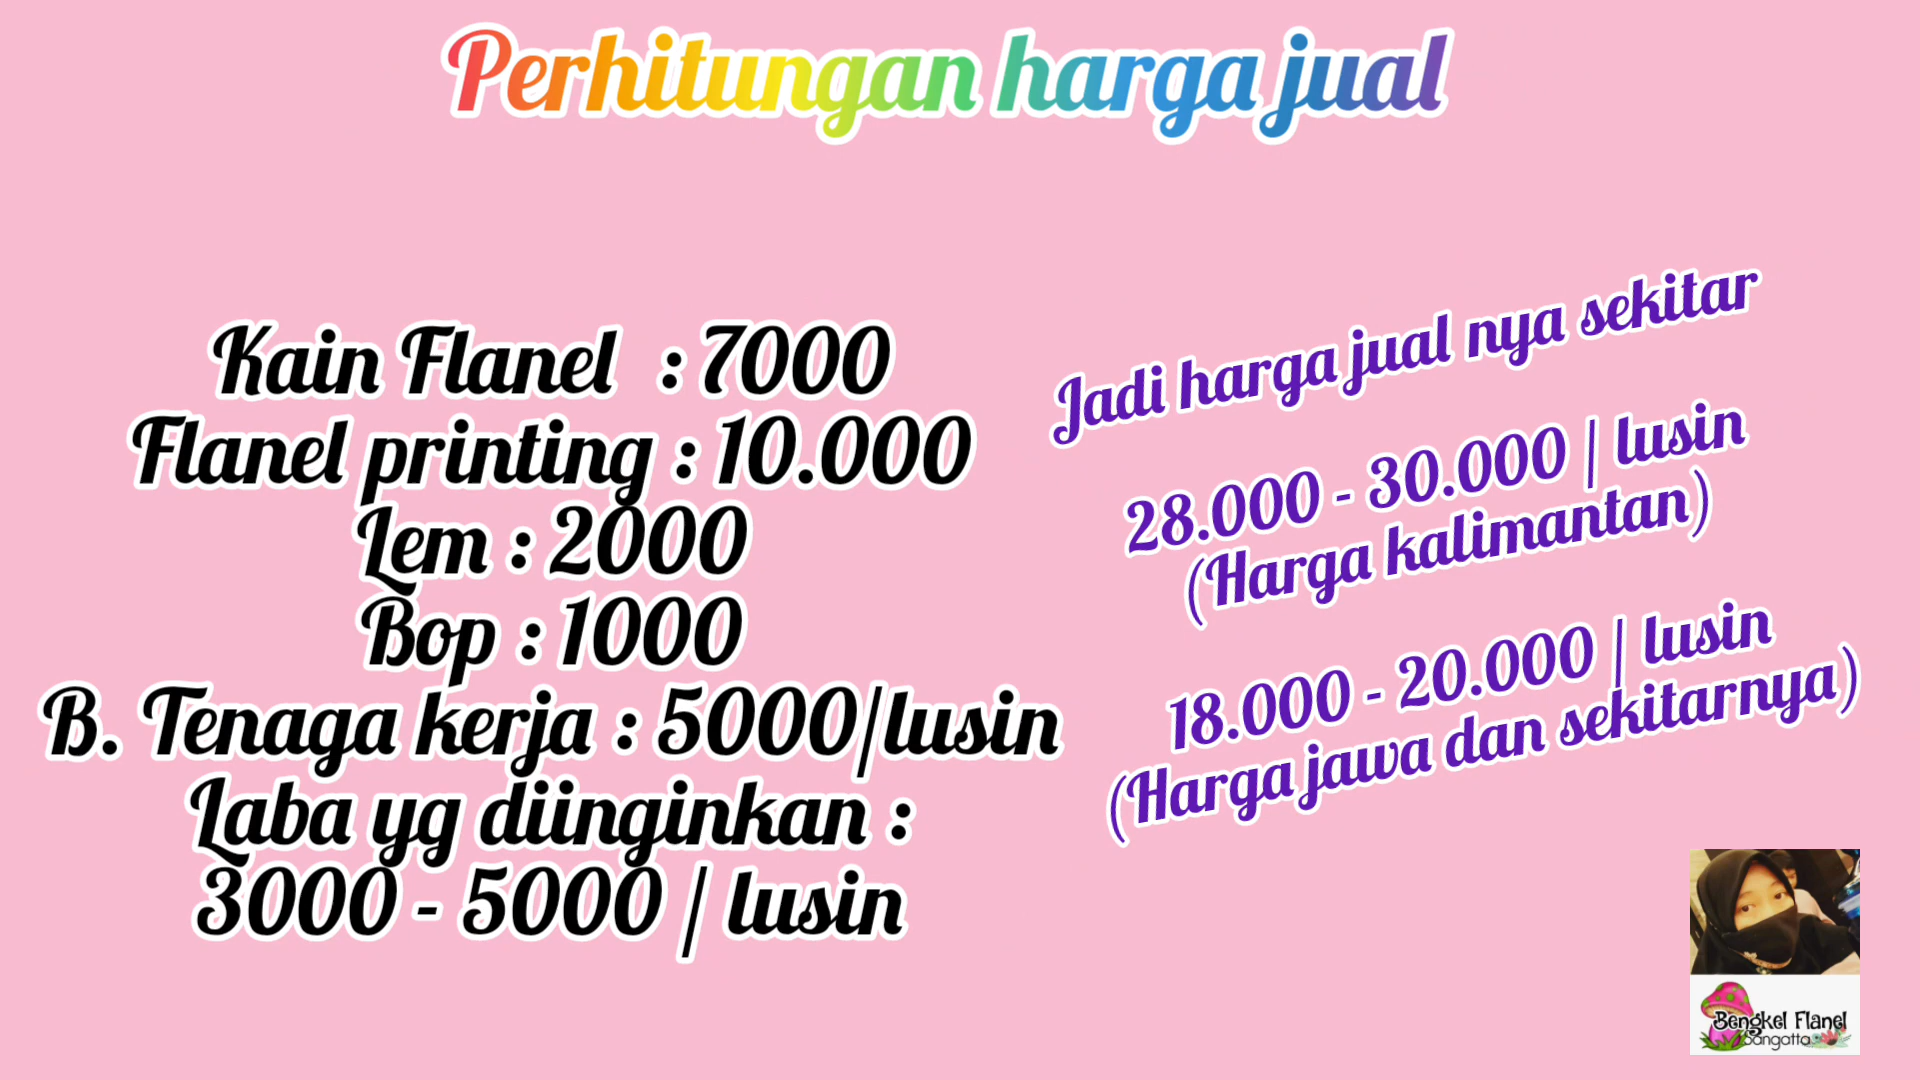 Perhitungan harga jual
Kain Flanel : 7000
Flanel printing : 10.000
Lem : 2000
Bop : 1000
B. Tenaga kerja : 5000/lusin
Laba yg diinginkan :
3000 - 5000 / lusin
Jadi harga jual nya sekitar
28.000 - 30.000 / lusin
(Harga kalimantan)
18.000 - 20.000 / lusin
(Harga jawa dan sekitarnya)
Bengkel Flanel
Sangatta